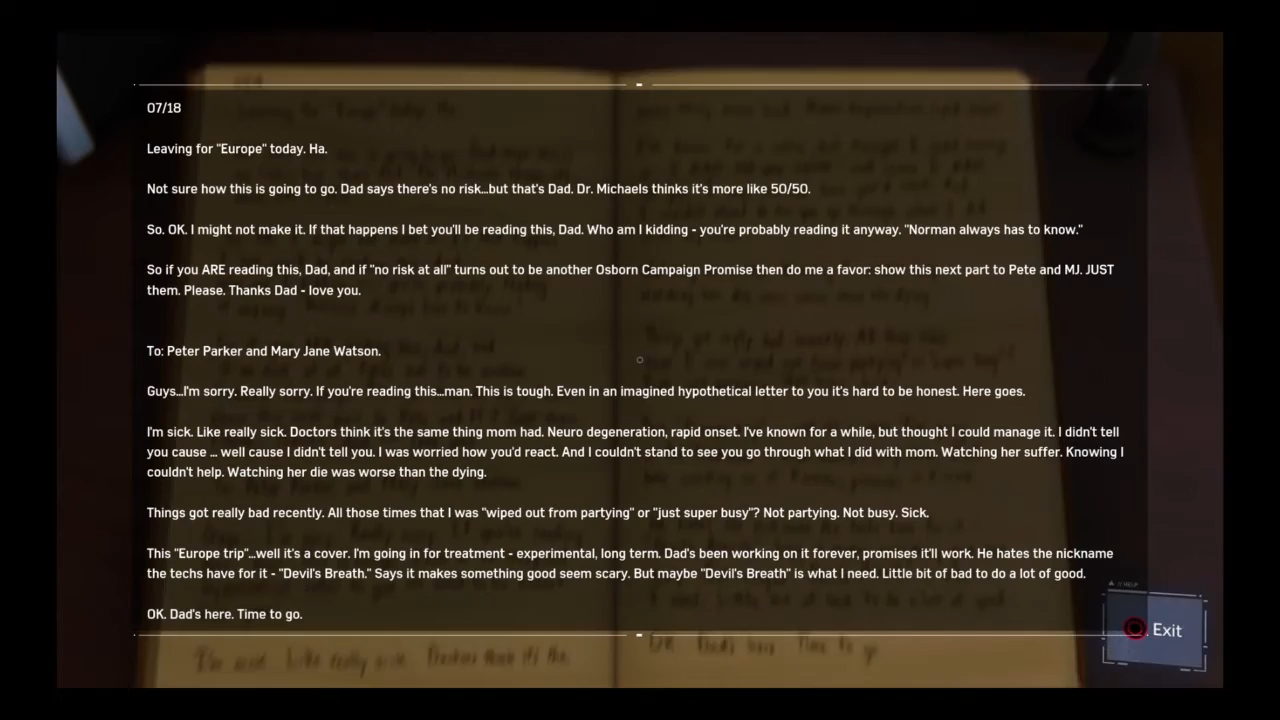 07/18
Leaving for "Europe" today. Ha.
Not sure how this is going to go. Dad says there's no risk...but that's Dad. Dr. Michaels thinks it's more like 50/50.
So. OK. I might not make it. If that happens I bet you'll be reading this, Dad. Who am I kidding - you're probably reading it anyway. "Norman always has to know."
So if you ARE reading this, Dad, and if "no risk at all" turns out to be another Osborn Campaign Promise then do me a favor: show this next part to Pete and MJ. JUST
them. Please. Thanks Dad - love you.
To: Peter Parker and Mary Jane Watson.
Guys...I'm sorry. Really sorry. If you're reading this...man. This is tough. Even in an imagined hypothetical letter to you it's hard to be honest. Here goes.
I'm sick. Like really sick. Doctors think it's the same thing mom had. Neuro degeneration, rapid onset. I've known for a while, but thought I could manage it. I didn't tell
you cause ... well cause I didn't tell you. I was worried how you'd react. And I couldn't stand to see you go through what I did with mom. Watching her suffer. Knowing I
couldn't help. Watching her die was worse than the dying.
Things got really bad recently. All those times that I was "wiped out from partying" or "just super busy"? Not partying. Not busy. Sick.
This "Europe trip"...well it's a cover. I'm going in for treatment - experimental, long term. Dad's been working on it forever, promises it'll work. He hates the nickname
the techs have for it - "Devil's Breath." Says it makes something good seem scary. But maybe "Devil's Breath" is what I need. Little bit of bad to do a lot of good.
OK. Dad's here. Time to go.
HELP
Exit
I'm sick. Like really sick. Doctors think it's the
OK. Dad's here. Time to go